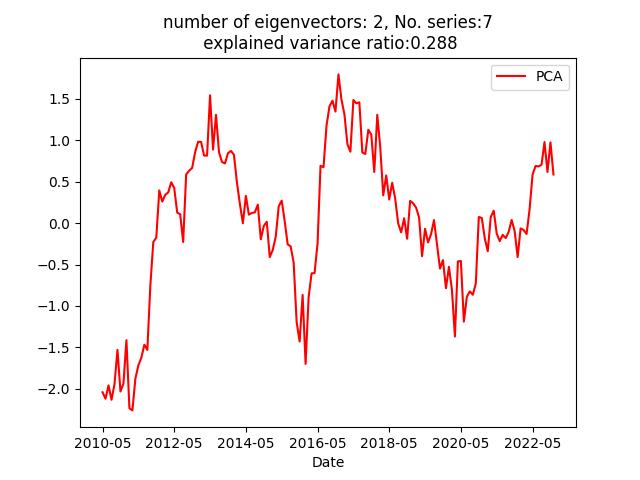 number of eigenvectors: 2, No. series:7
explained variance ratio:0.288
PCA
1.5
1.0
0.5
0.0
−0.5
−1.0
−1.5
−2.0
2010-05 2012-05 2014-05 2016-05 2018-05 2020-05 2022-05
Date